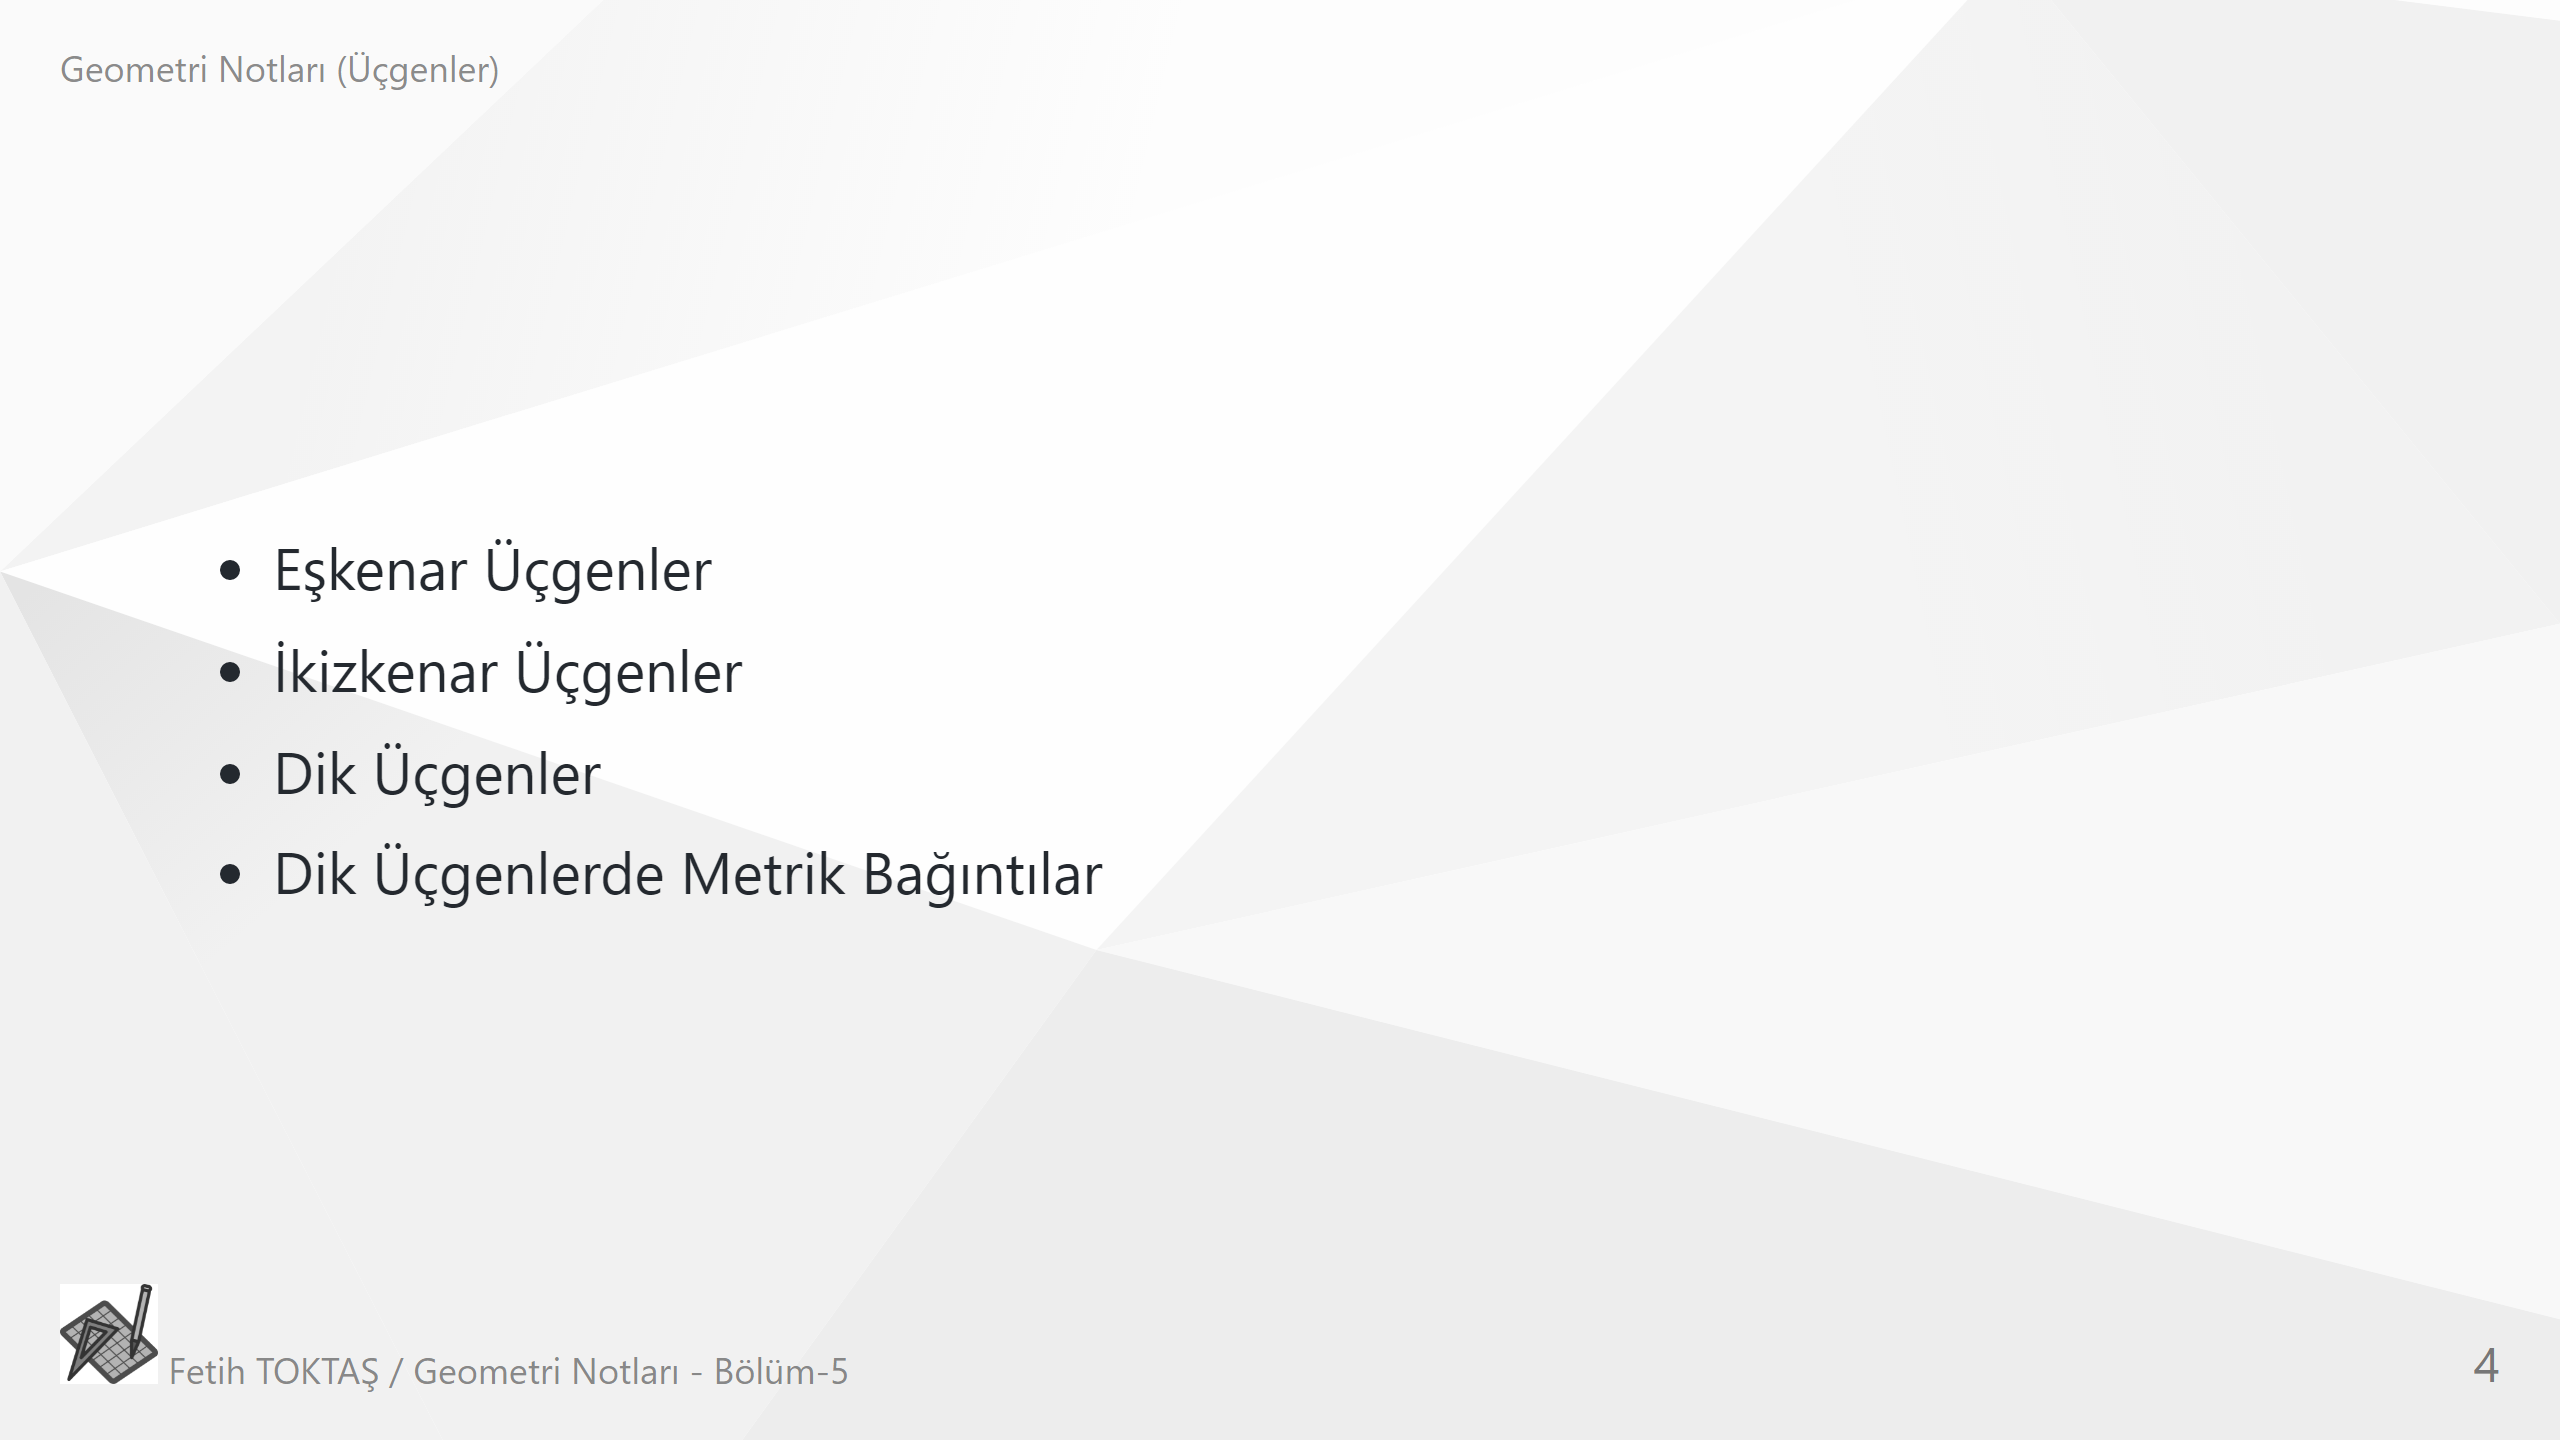 Geometri Notları (Üçgenler)
• Eşkenar Üçgenler
• İkizkenar Üçgenler
• Dik Üçgenler
• Dik Üçgenlerde Metrik Bağıntılar
Fetih TOKTAŞ / Geometri Notları - Bölüm-5
4